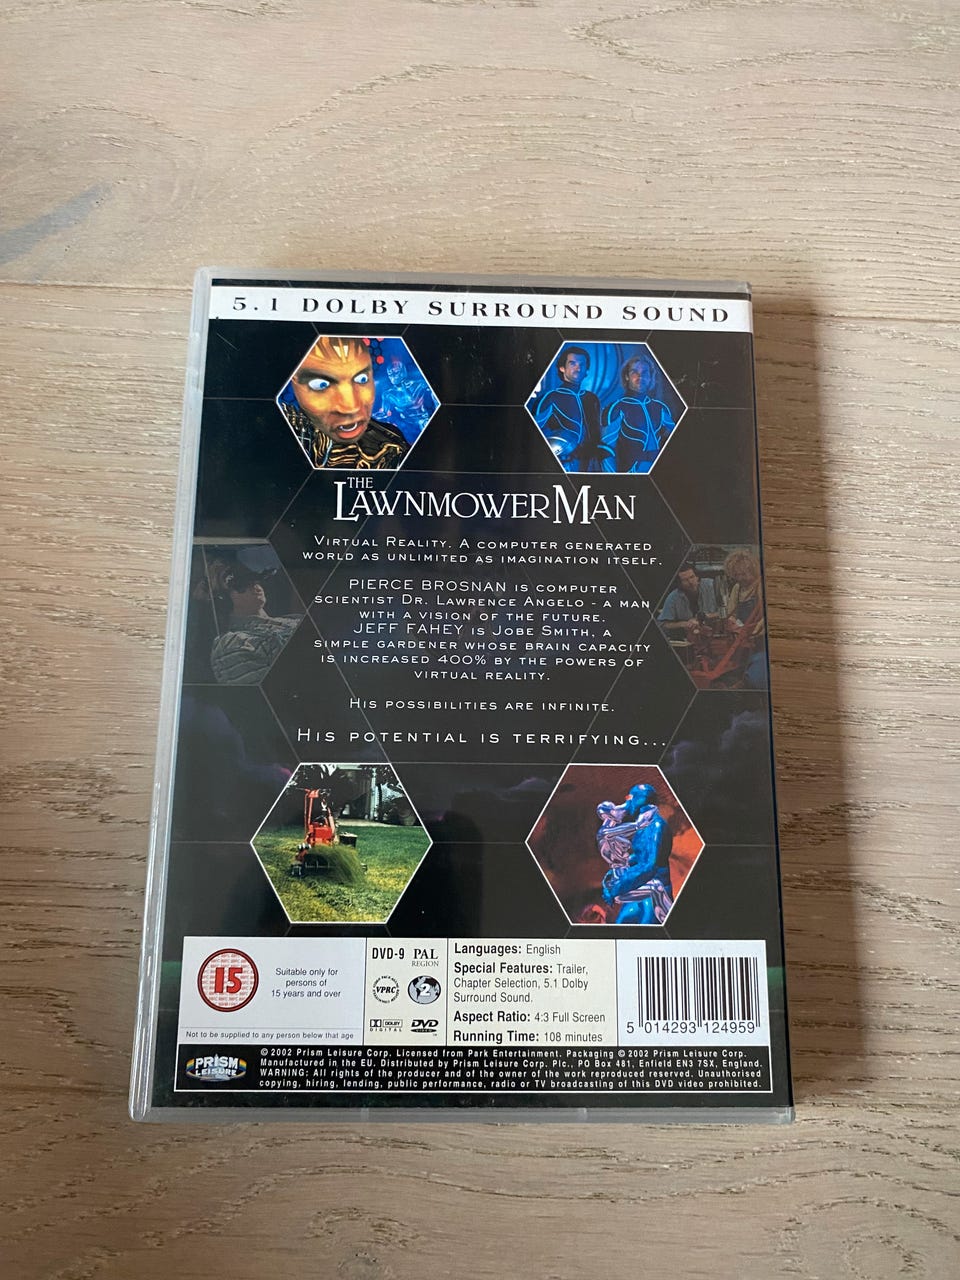 5.1 DOLBY SURROUND SOUND
THE
LAWNMOWER MAN
VIRTUAL REALITY. A COMPUTER GENERATED
WORLD AS UNLIMITED AS IMAGINATION ITSELF.
PIERCE BROSNAN IS COMPUTER
SCIENTIST DR. LAWRENCE ANGELO - A MAN
WITH A VISION OF THE FUTURE.
JEFF FAHEY IS JOBE SMITH, A
SIMPLE GARDENER WHOSE BRAIN CAPACITY
IS INCREASED 400% BY THE POWERS OF
VIRTUAL REALITY.
HIS POSSIBILITIES ARE INFINITE.
HIS POTENTIAL IS TERRIFYING...
15
Suitable only for
persons of
15 years and over
Not to be supplied to any person below that age
DVD-9 PAL
REGION
VPRC
2
DOLBY
DIGITAL
DVD
Languages: English
Special Features: Trailer,
Chapter Selection, 5.1 Dolby
Surround Sound.
Aspect Ratio: 4:3 Full Screen
Running Time: 108 minutes
5 014293 124959
PRISM
LEISURE
© 2002 Prism Leisure Corp. Licensed from Park Entertainment. Packaging © 2002 Prism Leisure Corp.
Manufactured in the EU. Distributed by Prism Leisure Corp. Plc., PO Box 481, Enfield EN3 7SX, England.
WARNING: All rights of the producer and of the owner of the work reproduced reserved. Unauthorised
copying, hiring, lending, public performance, radio or TV broadcasting of this DVD video prohibited.